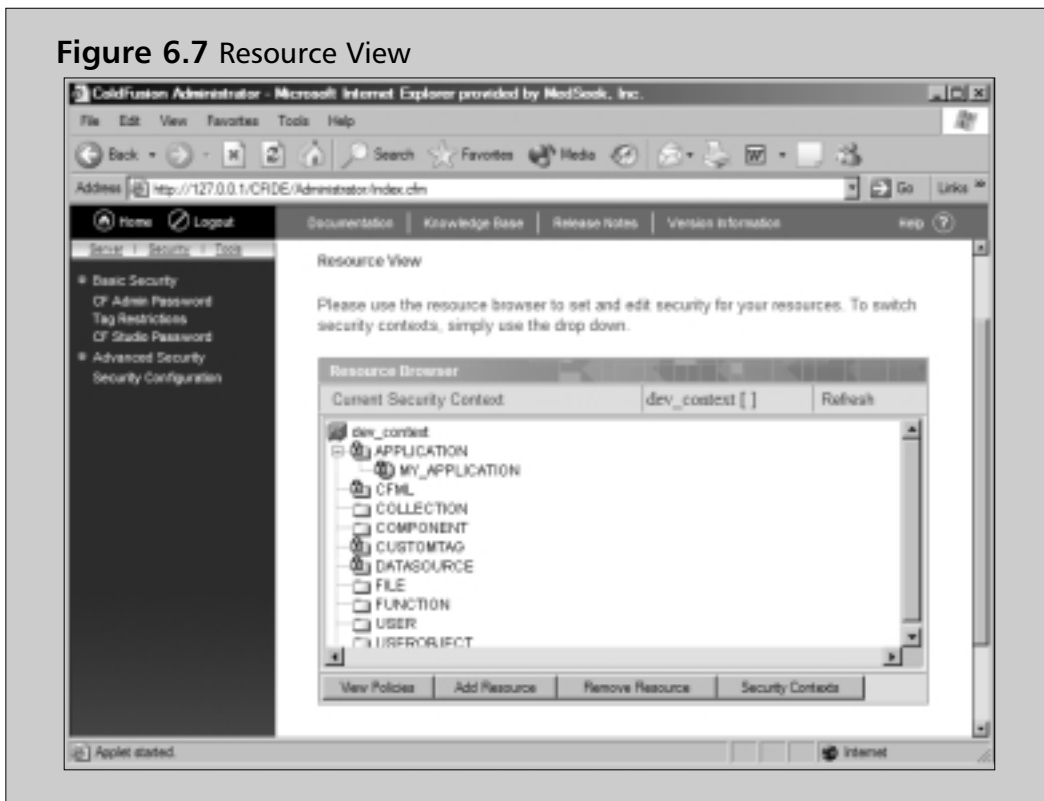 Figure 6.7 Resource View
ColdFusion Administrator - Microsoft Internet Explorer provided by MedSeek, Inc.
File Edit View Favorites Tools Help
Back Search Favorites Media
Address http://127.0.0.1/CFIDE/Administrator/index.cfm Go Links »
Home Logout Documentation | Knowledge Base | Release Notes | Version Information Help ?
Server | Security | Tools
Resource View
Basic Security
CF Admin Password
Tag Restrictions
CF Studio Password
Advanced Security
Security Configuration
Please use the resource browser to set and edit security for your resources. To switch
security contexts, simply use the drop down.
Resource Browser
Current Security Context dev_context [ ] Refresh
dev_context
APPLICATION
MY_APPLICATION
CFML
COLLECTION
COMPONENT
CUSTOMTAG
DATASOURCE
FILE
FUNCTION
USER
USEROBJECT
View Policies Add Resource Remove Resource Security Contexts
Applet started. Internet